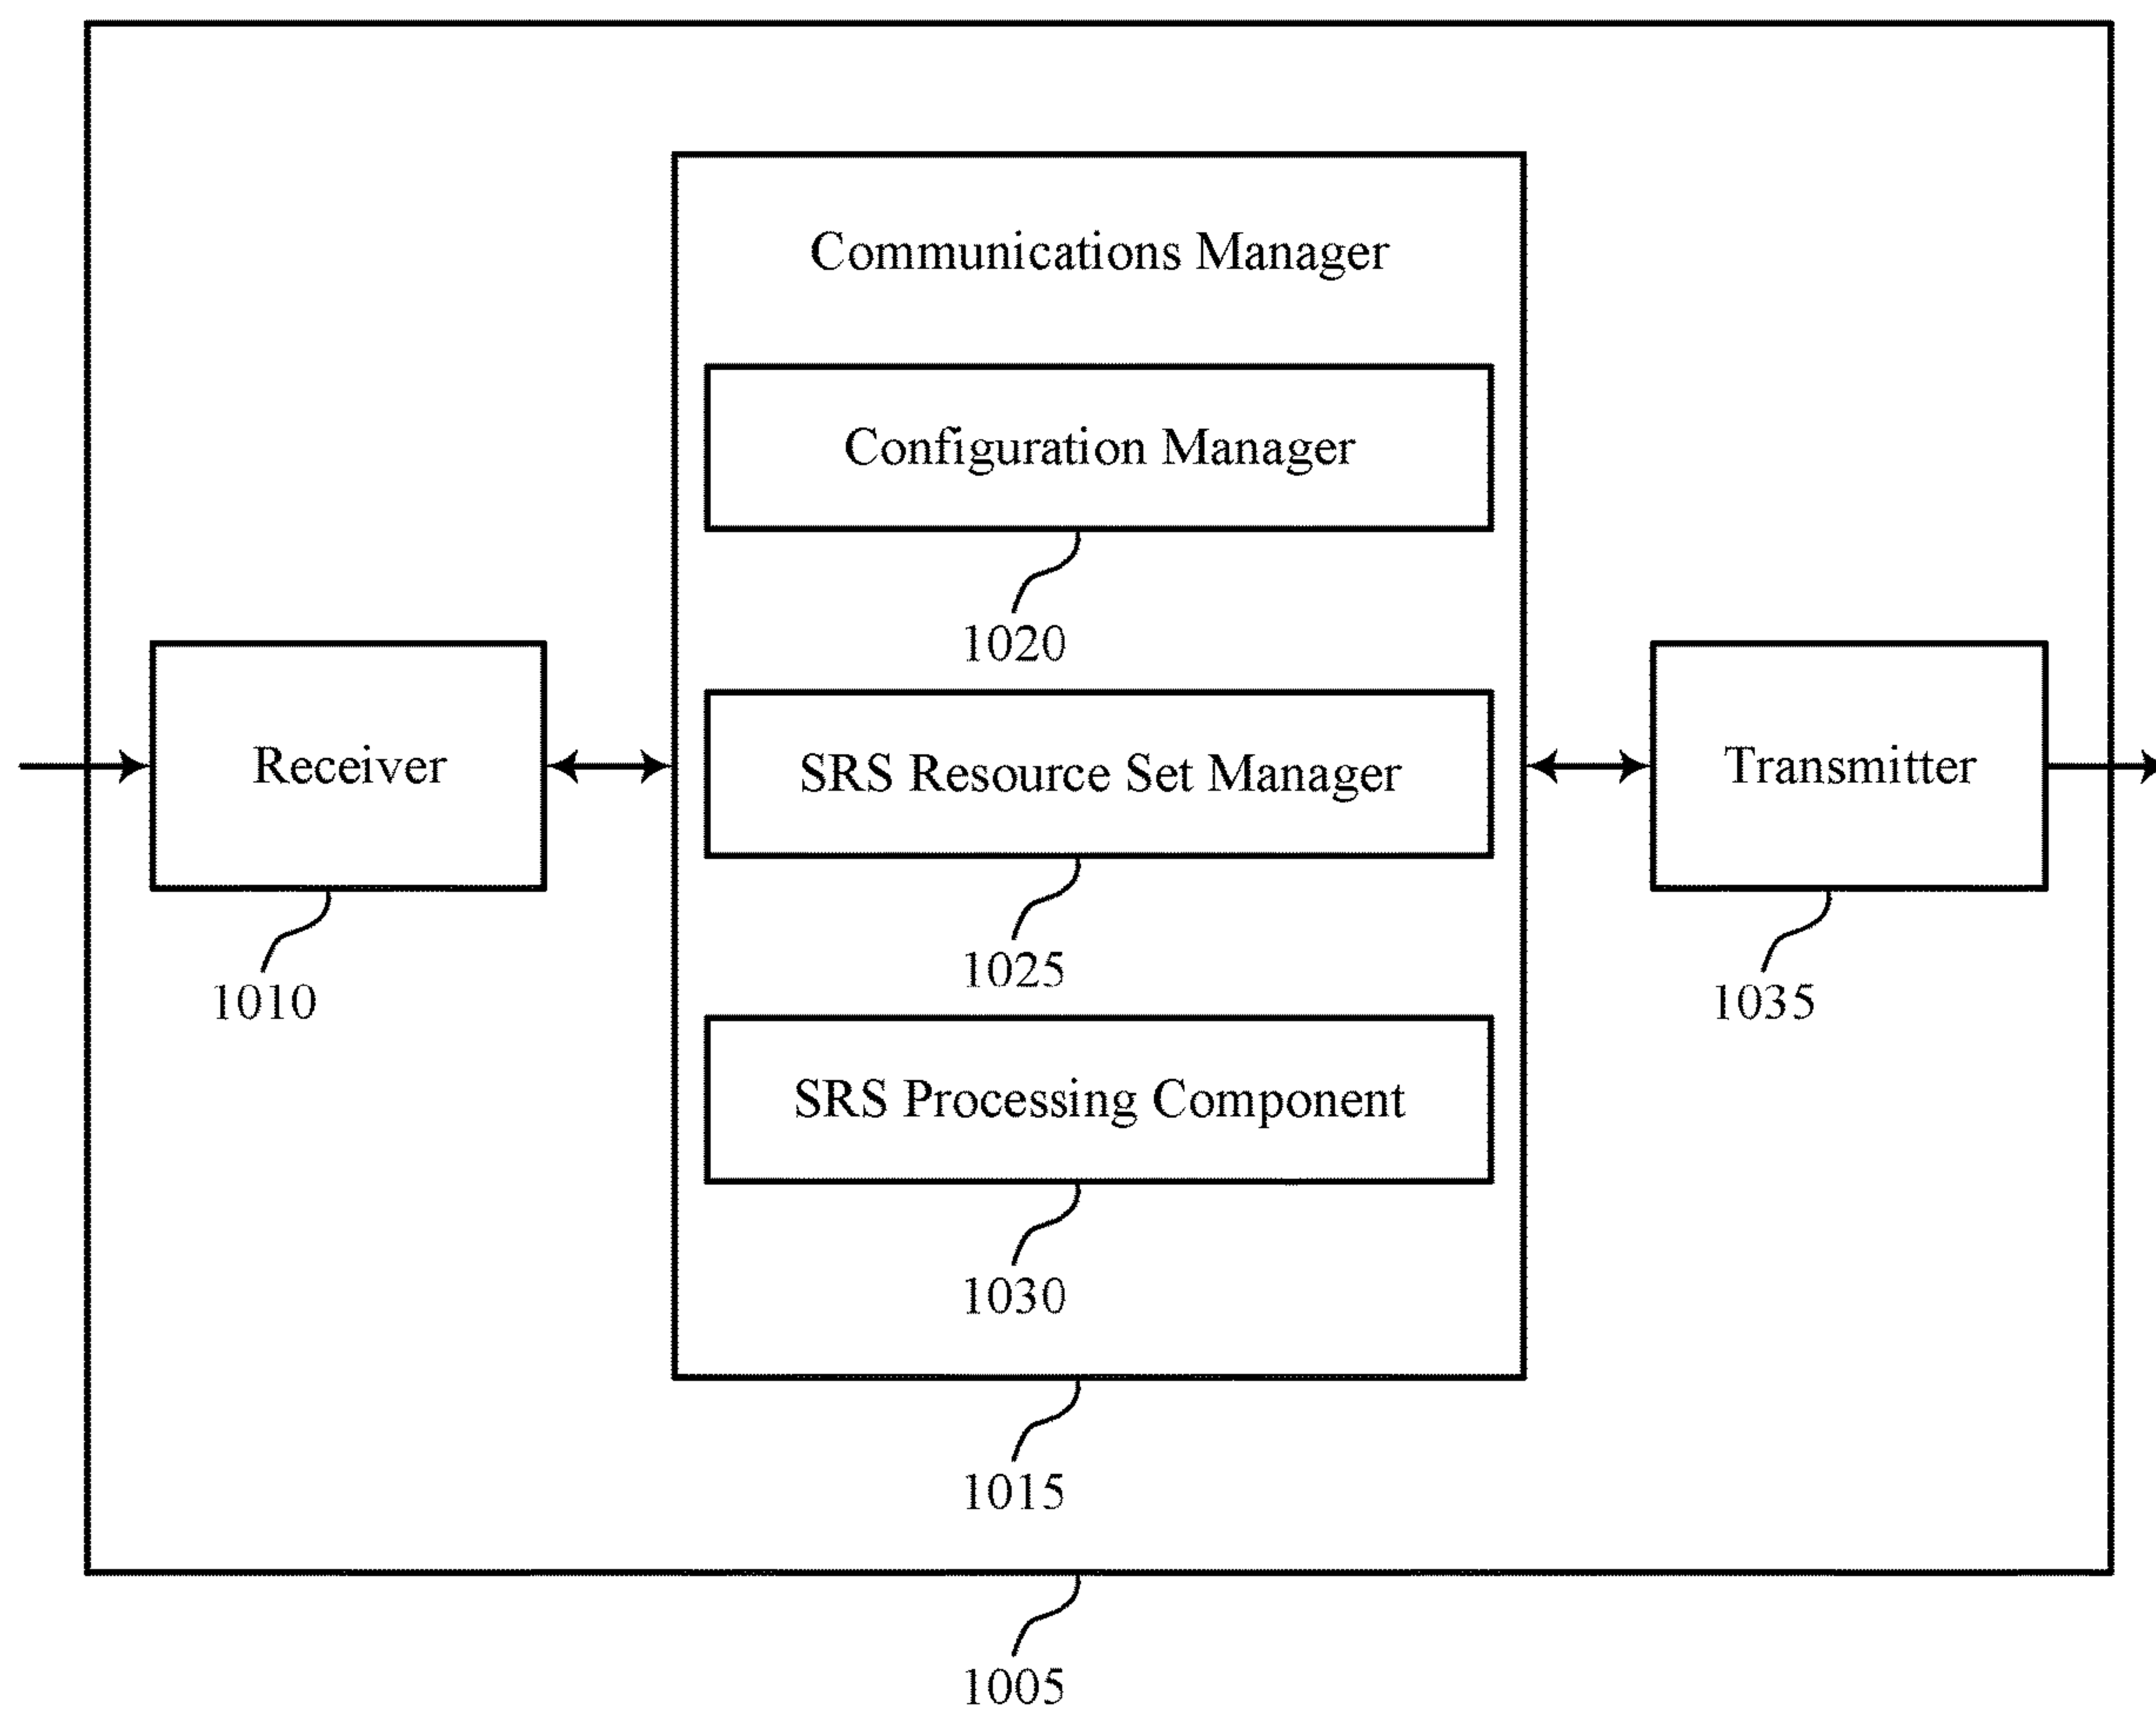 Communications Manager
Configuration Manager
1020
Receiver
1010
SRS Resource Set Manager
1025
Transmitter
1035
SRS Processing Component
1030
1015
1005